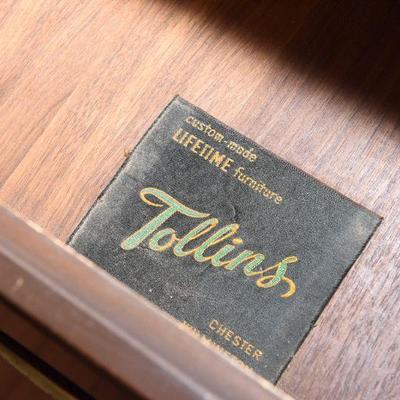 custom-made
LIFETIME furniture
Tollins
CHESTER